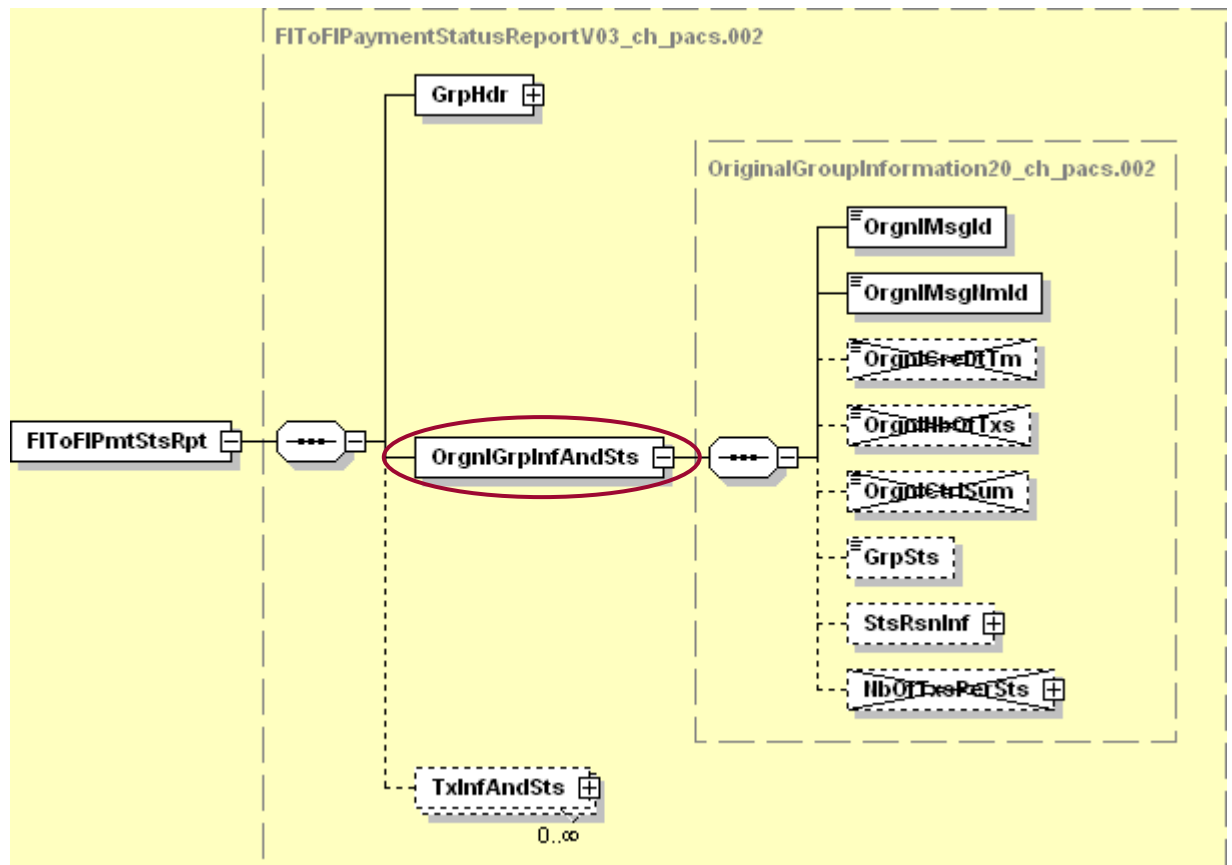 FIToFIPaymentStatusReportV03_ch_pacs.002
GrpHdr
OriginalGroupInformation20_ch_pacs.002
OrgnlMsgId
OrgnlMsgNmId
OrgnlCreDtTm
OrgnlNbOfTxs
FIToFIPmtStsRpt
OrgnlGrpInfAndSts
OrgnlCtrlSum
GrpSts
StsRsnInf
NbOfTxsPerSts
TxInfAndSts
0..∞